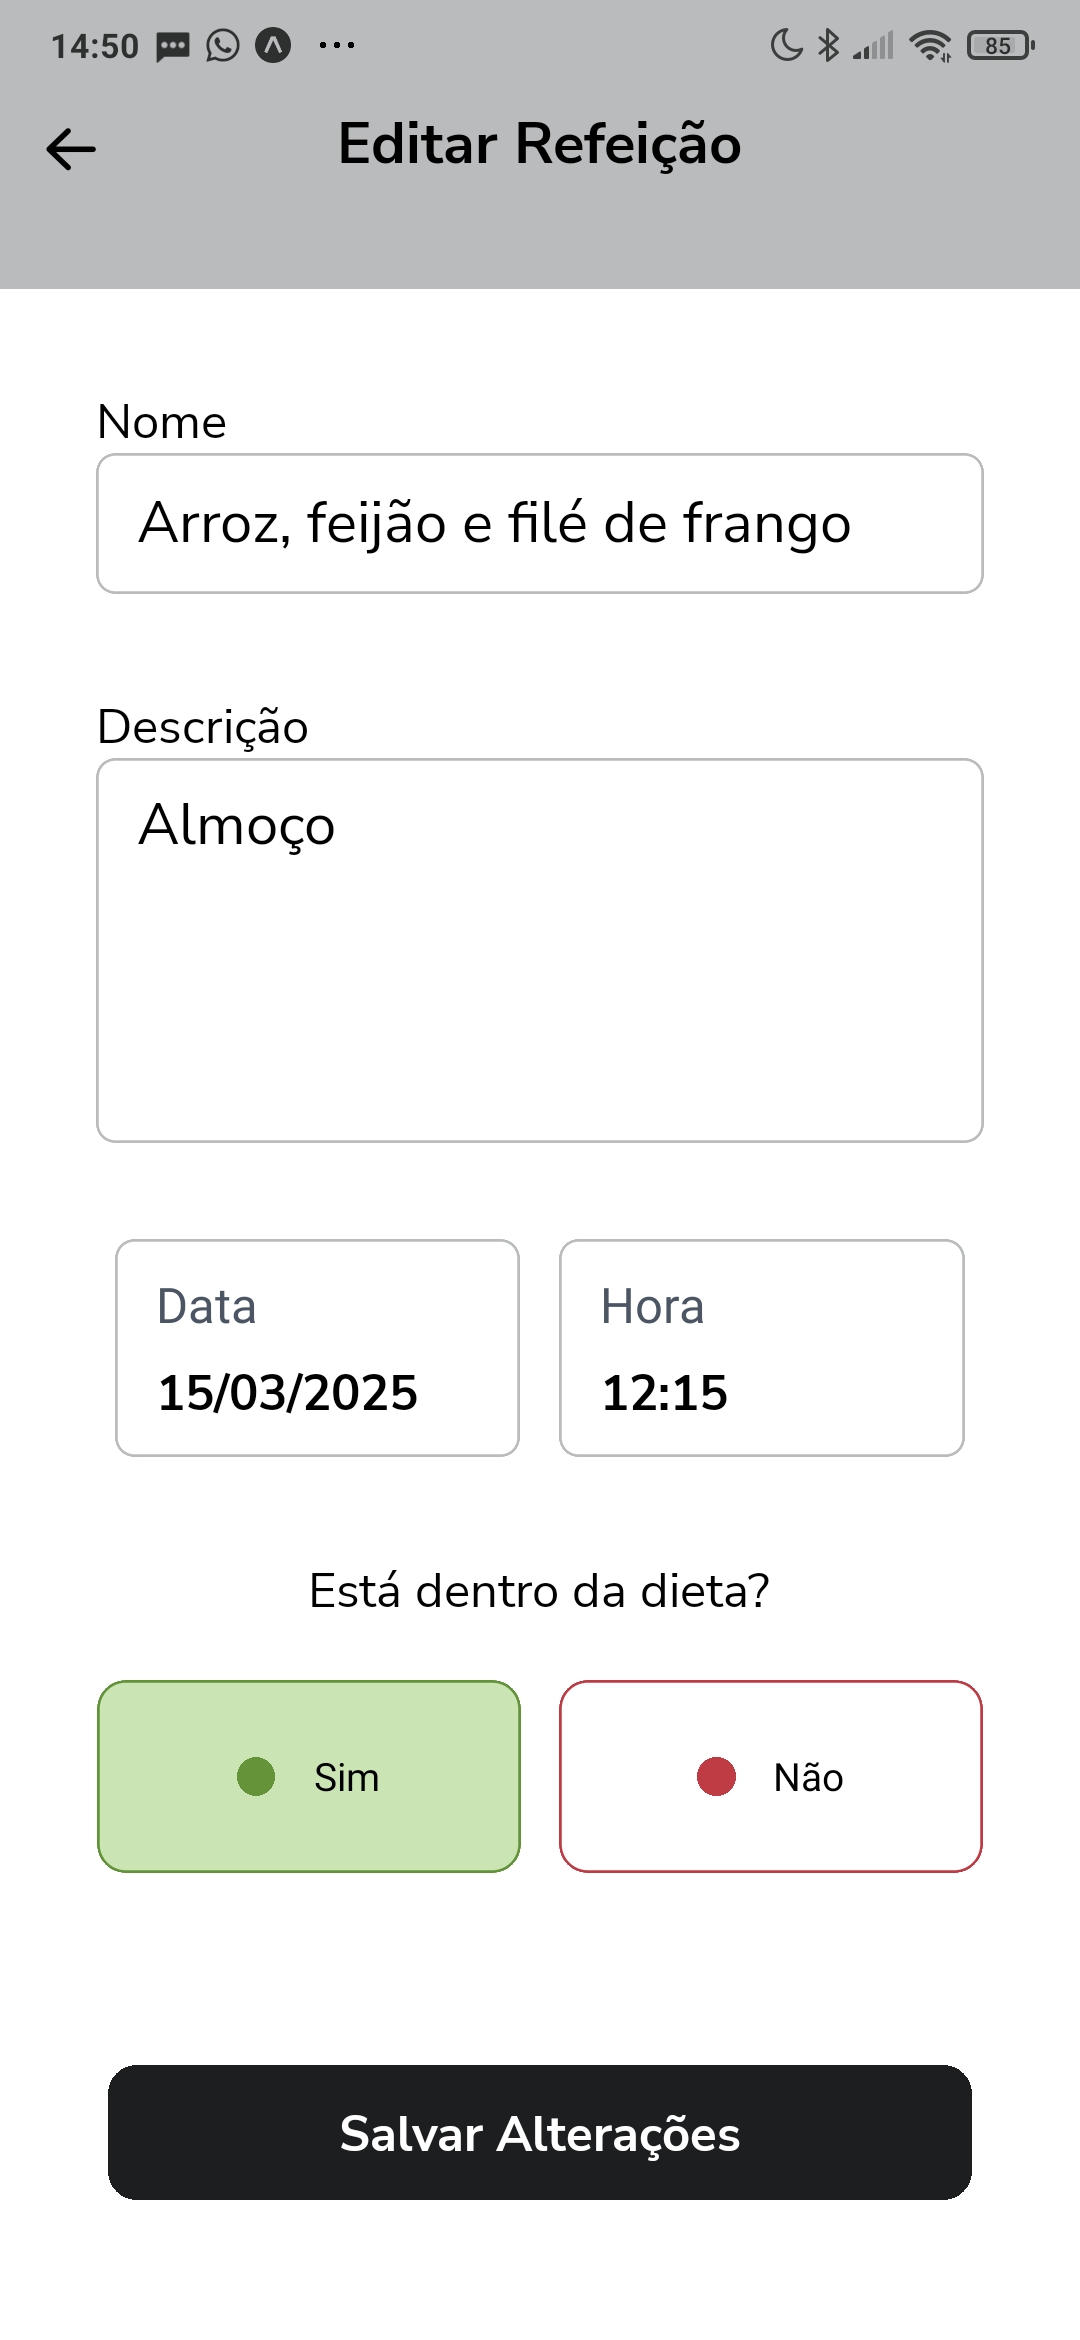 14:50
85
Editar Refeição
Nome
Arroz, feijão e filé de frango
Descrição
Almoço
Data
15/03/2025
Hora
12:15
Está dentro da dieta?
Sim
Não
Salvar Alterações